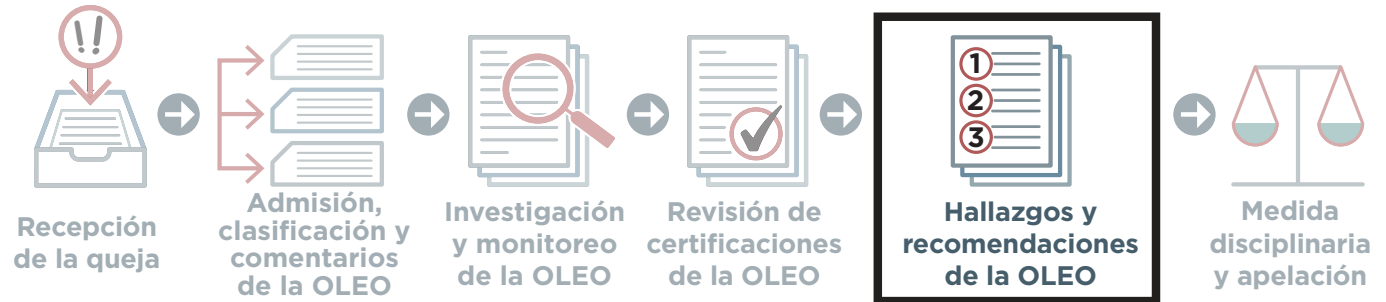 !!
Recepción
de la queja
Admisión,
clasificación y
comentarios
de la OLEO
Investigación
y monitoreo
de la OLEO
Revisión de
certificaciones
de la OLEO
1
2
3
Hallazgos y
recomendaciones
de la OLEO
Medida
disciplinaria
y apelación